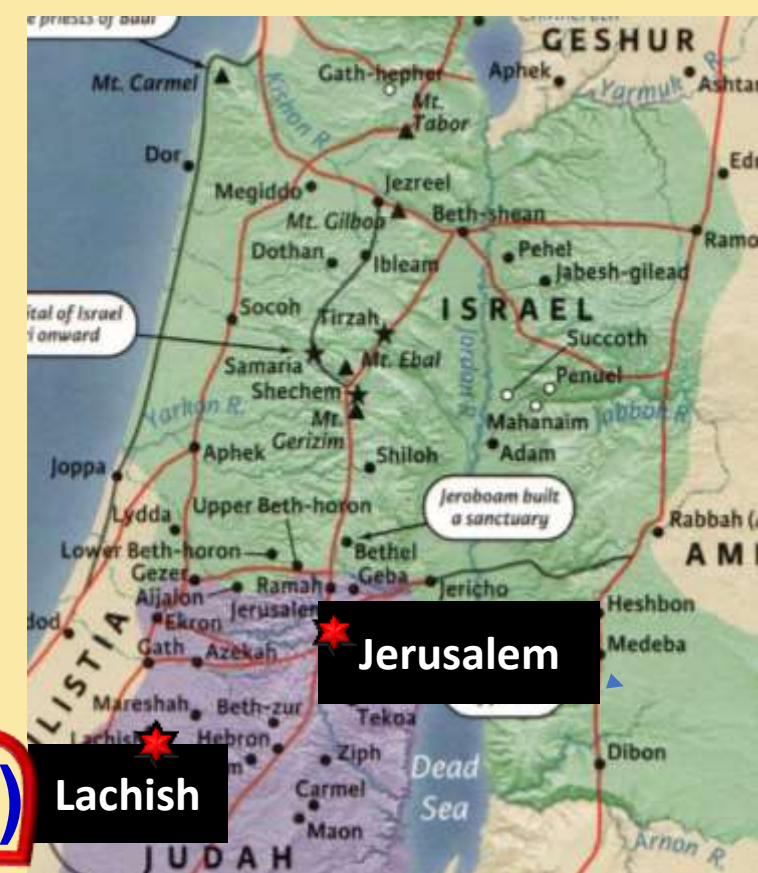 e priests of Baal
GESHUR
Mt. Carmel
Gath-hepher
Aphek
Kishon R.
Yarmuk R.
Mt.
Tabor
Dor
Megiddo
Jezreel
Mt. Gilboa
Beth-shean
Dothan
Ibleam
Pehel
Jabesh-gilead
ital of Israel
i onward
Socoh
Tirzah
ISRAEL
Succoth
Samaria
Mt. Ebal
Jordan R.
Penuel
Shechem
Mahanaim
Mt.
Gerizim
Yarkon R.
Aphek
Shiloh
Adam
Joppa
Jeroboam built
a sanctuary
Lydda
Upper Beth-horon
Rabbah
Lower Beth-horon
Bethel
Gezer
Ramah
Geba
Jericho
Aijalon
Jerusale
Heshbon
Ekron
dod
Jerusalem
Medeba
Gath
Azekah
ILISTIA
Mareshah
Beth-zur
Tekoa
Lachish
Hebron
Ziph
Dead
Sea
Dibon
)
Lachish
Carmel
Maon
JUDAH
Arnon R.